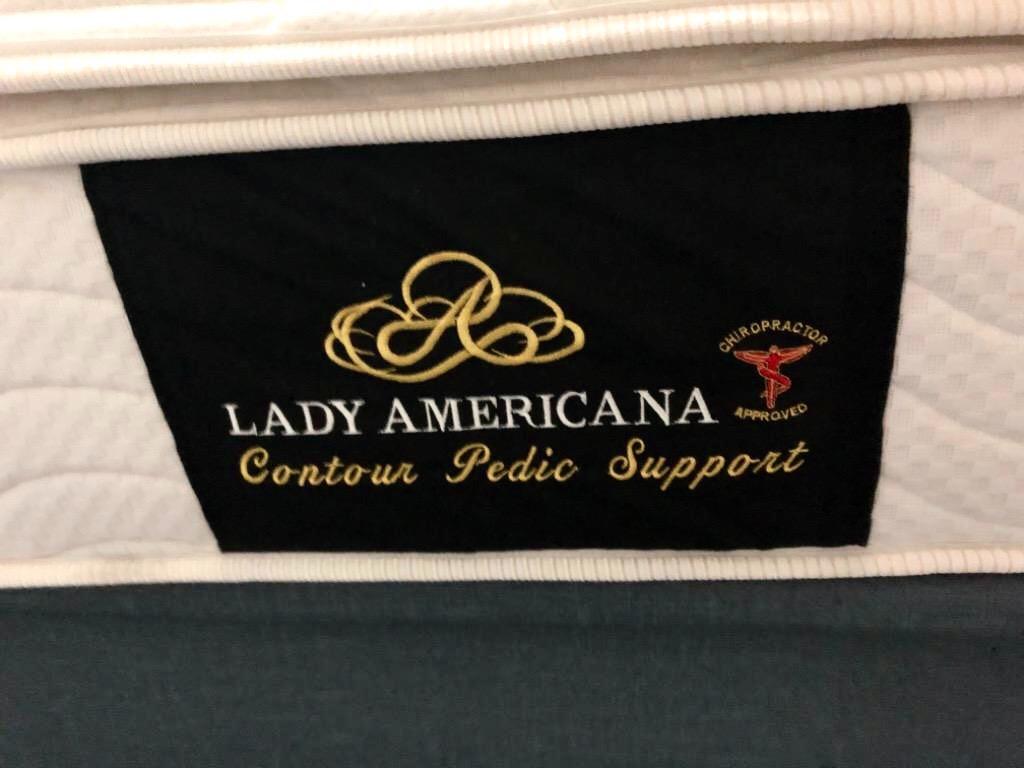 CHIROPRACTOR
APPROVED
LADY AMERICANA
Contour Pedic Support